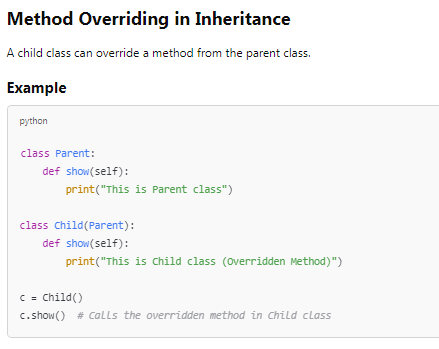 Method Overriding in Inheritance
A child class can override a method from the parent class.
Example
python
class Parent:
    def show(self):
        print("This is Parent class")
class Child(Parent):
    def show(self):
        print("This is Child class (Overridden Method)")
c = Child()
c.show()  # Calls the overridden method in Child class